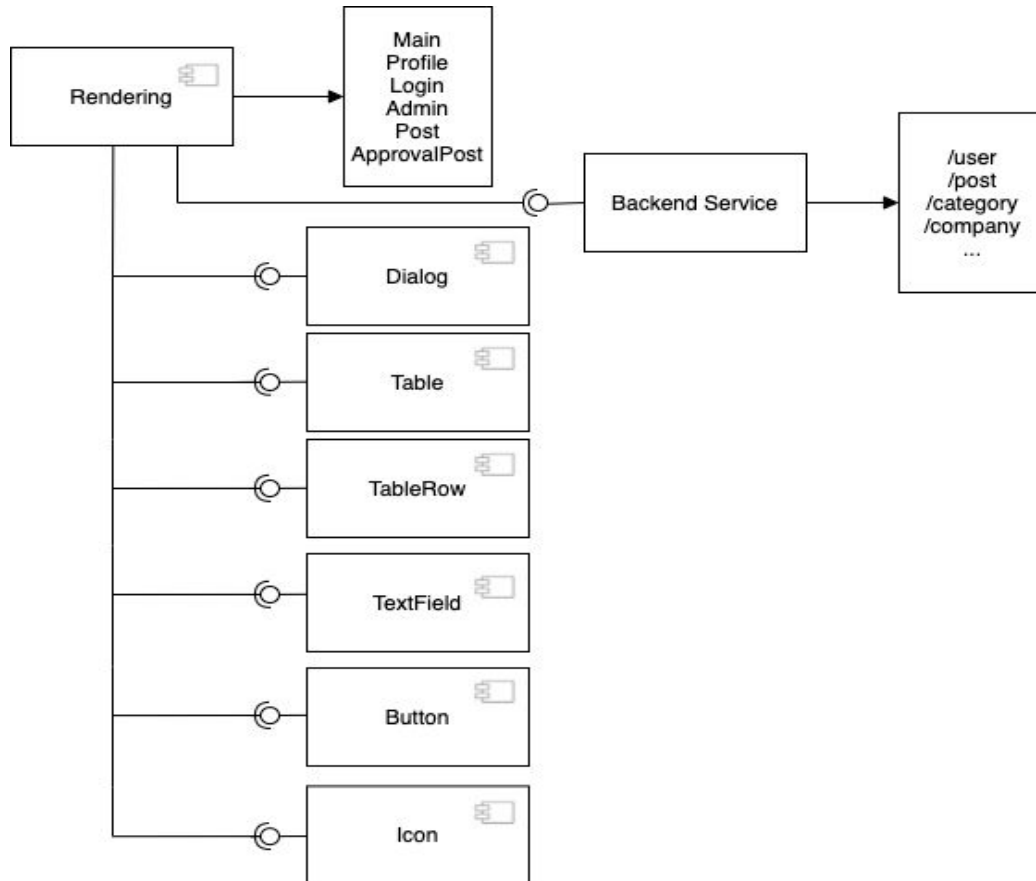 Rendering
Main
Profile
Login
Admin
Post
ApprovalPost
Backend Service
/user
/post
/category
/company
...
Dialog
Table
TableRow
TextField
Button
Icon